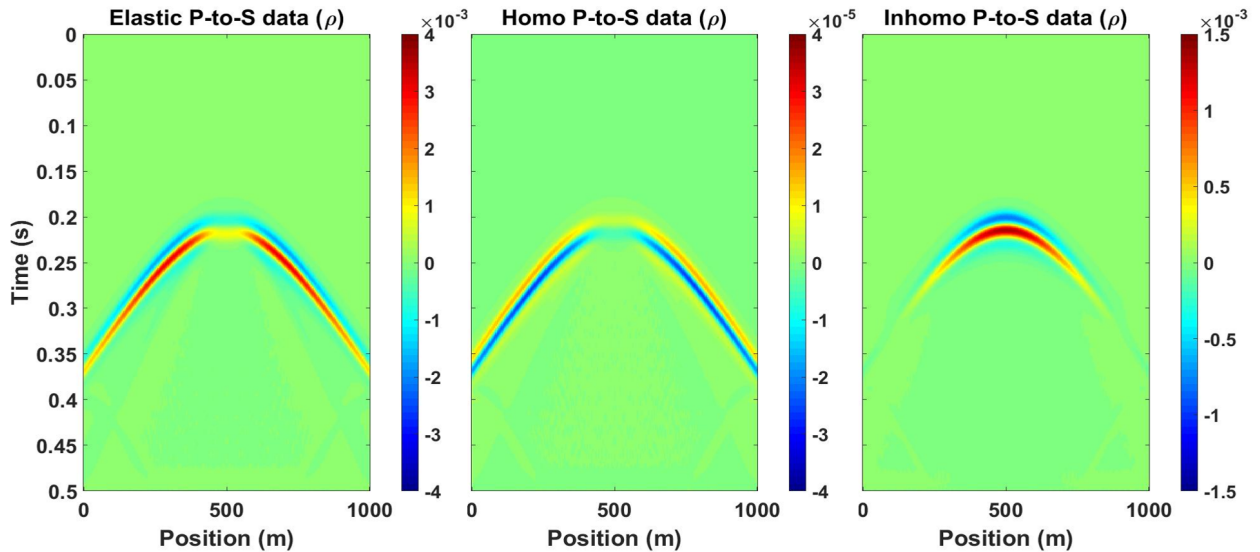 Elastic P-to-S data (ρ) Homo P-to-S data (ρ) Inhomo P-to-S data (ρ)
×10⁻³ ×10⁻⁵ ×10⁻³
0 4 4 1.5
0.05
0.1 3 3 1
0.15 2 2
0.2 1 1 0.5
Time (s)
0.25 0 0 0
0.3 -1 -1 -0.5
0.35 -2 -2
0.4 -3 -3 -1
0.45
0.5 -4 -4 -1.5
0 500 1000 0 500 1000 0 500 1000
Position (m) Position (m) Position (m)